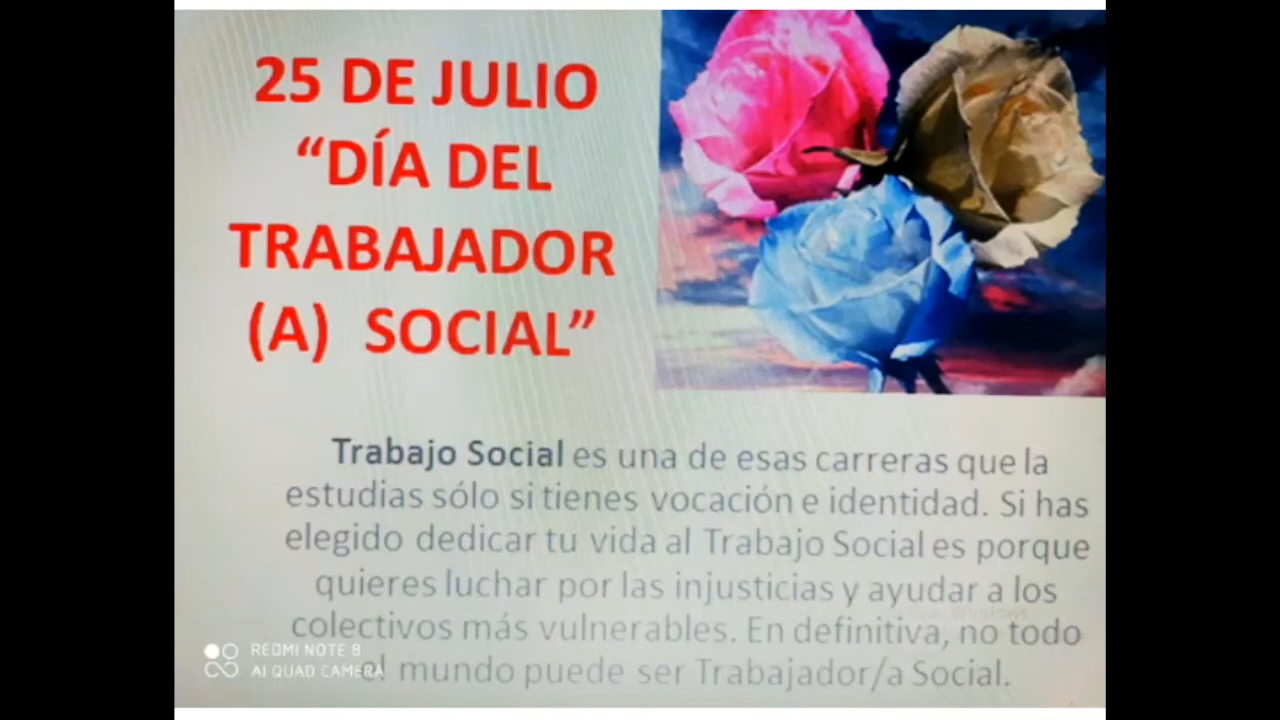 25 DE JULIO
“DÍA DEL
TRABAJADOR
(A) SOCIAL”
Trabajo Social es una de esas carreras que la
estudias sólo si tienes vocación e identidad. Si has
elegido dedicar tu vida al Trabajo Social es porque
quieres luchar por las injusticias y ayudar a los
colectivos más vulnerables. En definitiva, no todo
el mundo puede ser Trabajador/a Social.
REDMI NOTE 8
AI QUAD CAMERA